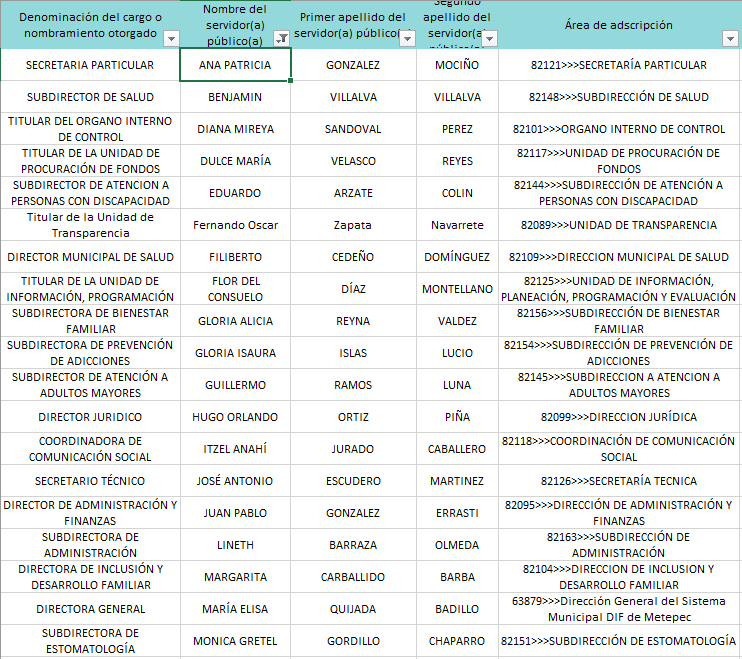 Denominación del cargo o
nombramiento otorgado
Nombre del
servidor(a)
público(a)
Primer apellido del
servidor(a) público(
Segundo
apellido del
servidor(a
Área de adscripción
SECRETARIA PARTICULAR
ANA PATRICIA
GONZALEZ
MOCIÑO
82121>>>SECRETARÍA PARTICULAR
SUBDIRECTOR DE SALUD
BENJAMIN
VILLALVA
VILLALVA
82148>>>SUBDIRECCIÓN DE SALUD
TITULAR DEL ORGANO INTERNO
DE CONTROL
DIANA MIREYA
SANDOVAL
PEREZ
82101>>>ORGANO INTERNO DE CONTROL
TITULAR DE LA UNIDAD DE
PROCURACIÓN DE FONDOS
DULCE MARÍA
VELASCO
REYES
82117>>>UNIDAD DE PROCURACIÓN DE
FONDOS
SUBDIRECTOR DE ATENCION A
PERSONAS CON DISCAPACIDAD
EDUARDO
ARZATE
COLIN
82144>>>SUBDIRECCIÓN DE ATENCIÓN A
PERSONAS CON DISCAPACIDAD
Titular de la Unidad de
Transparencia
Fernando Oscar
Zapata
Navarrete
82089>>>UNIDAD DE TRANSPARENCIA
DIRECTOR MUNICIPAL DE SALUD
FILIBERTO
CEDEÑO
DOMÍNGUEZ
82109>>>DIRECCION MUNICIPAL DE SALUD
TITULAR DE LA UNIDAD DE
INFORMACIÓN, PROGRAMACIÓN
FLOR DEL
CONSUELO
DÍAZ
MONTELLANO
82125>>>UNIDAD DE INFORMACIÓN,
PLANEACIÓN, PROGRAMACIÓN Y EVALUACIÓN
SUBDIRECTORA DE BIENESTAR
FAMILIAR
GLORIA ALICIA
REYNA
VALDEZ
82156>>>SUBDIRECCIÓN DE BIENESTAR
FAMILIAR
SUBDIRECTORA DE PREVENCIÓN
DE ADICCIONES
GLORIA ISAURA
ISLAS
LUCIO
82154>>>SUBDIRECCIÓN DE PREVENCIÓN DE
ADICCIONES
SUBDIRECTOR DE ATENCIÓN A
ADULTOS MAYORES
GUILLERMO
RAMOS
LUNA
82145>>>SUBDIRECCION A ATENCION A
ADULTOS MAYORES
DIRECTOR JURIDICO
HUGO ORLANDO
ORTIZ
PIÑA
82099>>>DIRECCION JURÍDICA
COORDINADORA DE
COMUNICACIÓN SOCIAL
ITZEL ANAHÍ
JURADO
CABALLERO
82118>>>COORDINACIÓN DE COMUNICACIÓN
SOCIAL
SECRETARIO TÉCNICO
JOSÉ ANTONIO
ESCUDERO
MARTINEZ
82126>>>SECRETARÍA TECNICA
DIRECTOR DE ADMINISTRACIÓN Y
FINANZAS
JUAN PABLO
GONZALEZ
ERRASTI
82095>>>DIRECCIÓN DE ADMINISTRACIÓN Y
FINANZAS
SUBDIRECTORA DE
ADMINISTRACIÓN
LINETH
BARRAZA
OLMEDA
82163>>>SUBDIRECCIÓN DE
ADMINISTRACIÓN
DIRECTORA DE INCLUSIÓN Y
DESARROLLO FAMILIAR
MARGARITA
CARBALLIDO
BARBA
82104>>>DIRECCION DE INCLUSION Y
DESARROLLO FAMILIAR
DIRECTORA GENERAL
MARÍA ELISA
QUIJADA
BADILLO
63879>>>Dirección General del Sistema
Municipal DIF de Metepec
SUBDIRECTORA DE
ESTOMATOLOGÍA
MONICA GRETEL
GORDILLO
CHAPARRO
82151>>>SUBDIRECCIÓN DE ESTOMATOLOGÍA